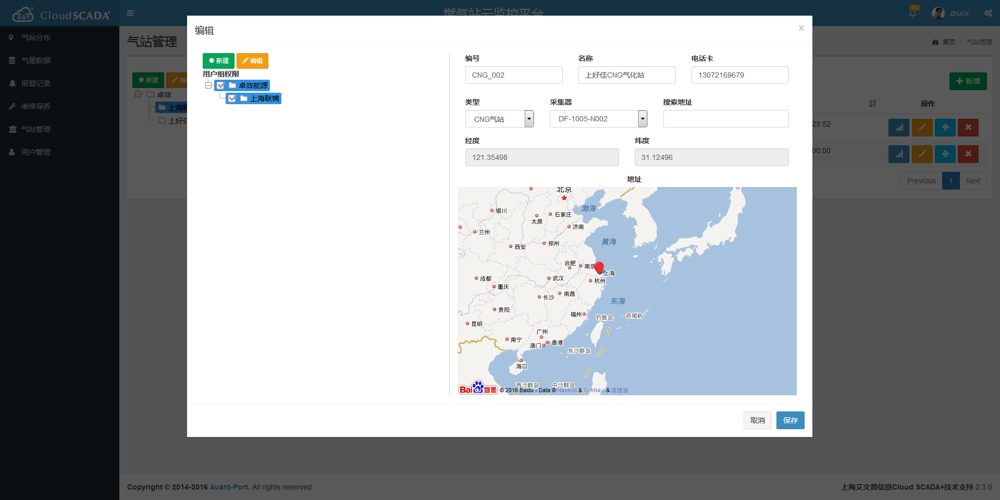 IoT CloudSCADA+
燃气站云监控平台
123
zhuox
气站分布
气量数据
报警记录
维修保养
气站管理
用户管理
气站管理
首页 > 气站管理
新建
卓效
上海联
上好佳
新增
操作
23:52
00:00
Previous 1 Next
编辑
×
新建 编辑
用户组权限
卓效能源
上海联锦
编号 名称 电话卡
CNG_002 上好佳CNG气化站 13072169679
类型 采集器 搜索地址
CNG气站 DF-1005-N002
经度 纬度
121.35498 31.12496
地址
北京
渤海
银川
石家庄
太原
济南
兰州
黄海
郑州
西安
合肥
南京
上海
成都
武汉
杭州
重庆
南昌
长沙
东海
贵阳
福州
钓鱼岛
赤尾屿
昆明
广州
南宁
香港
澳门
东沙群岛
海口
西沙群岛
中沙群岛
Bai du 地图 © 2016 Baidu - Data © NavInfo & CenNavi & 道道通
取消 保存
Copyright © 2014-2016 Avant-Port. All rights reserved.
上海艾文普信息Cloud SCADA+技术支持 2.3.0